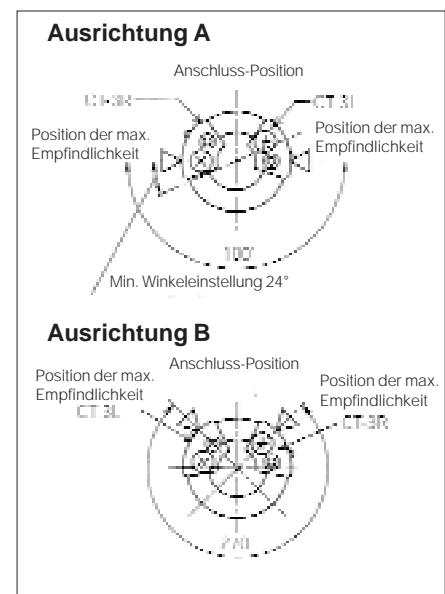 Ausrichtung A
Anschluss-Position
CT-3R
CT-3L
Position der max.
Empfindlichkeit
Position der max.
Empfindlichkeit
Min. Winkeleinstellung 24°
Ausrichtung B
Anschluss-Position
Position der max.
Empfindlichkeit
CT-3L
Position der max.
Empfindlichkeit
CT-3R
270